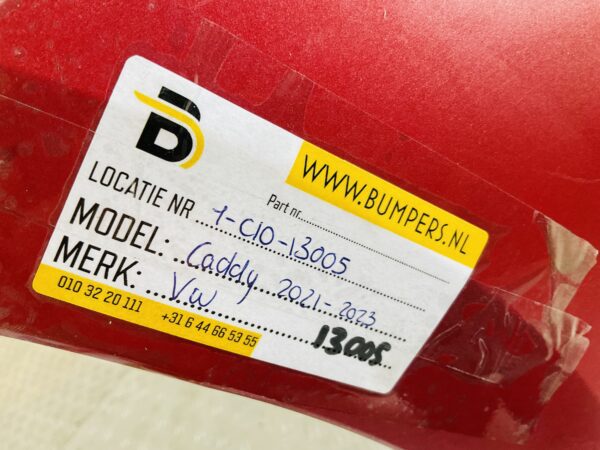 B
WWW.BUMPERS.NL
Part nr.
LOCATIE NR 1-C10-13005
MODEL: Caddy 2021-2023
MERK: V.W
13005
010 32 20 111 +31 6 44 66 53 55